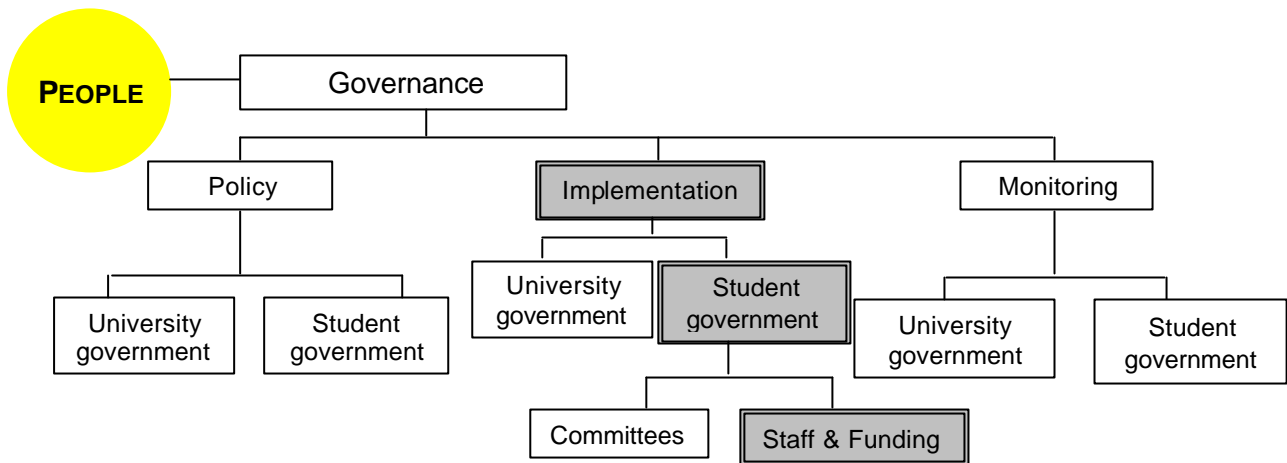 PEOPLE
Governance
Policy
Implementation
Monitoring
University
government
Student
government
University
government
Student
government
University
government
Student
government
Committees
Staff & Funding